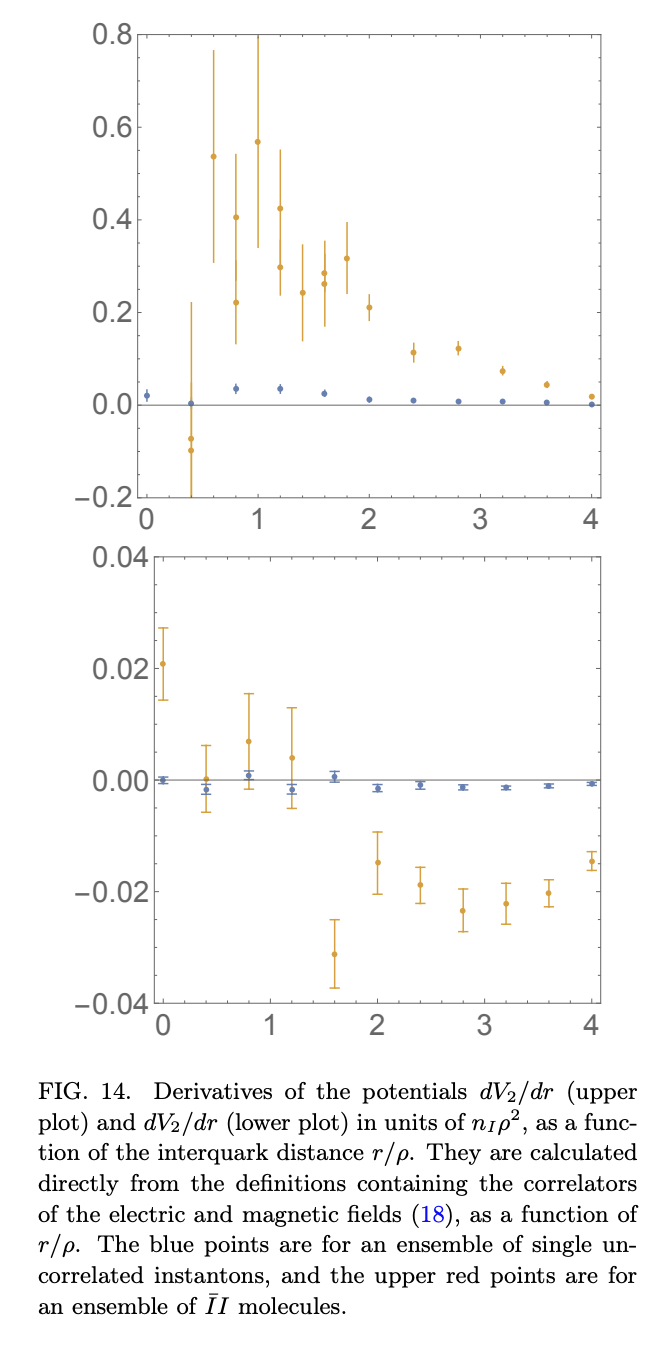 0.8
0.6
0.4
0.2
0.0
−0.2
0 1 2 3 4
0.04
0.02
0.00
−0.02
−0.04
0 1 2 3 4
FIG. 14. Derivatives of the potentials dV₂/dr (upper
plot) and dV₂/dr (lower plot) in units of n_Iρ², as a func-
tion of the interquark distance r/ρ. They are calculated
directly from the definitions containing the correlators
of the electric and magnetic fields (18), as a function of
r/ρ. The blue points are for an ensemble of single un-
correlated instantons, and the upper red points are for
an ensemble of ĪI molecules.